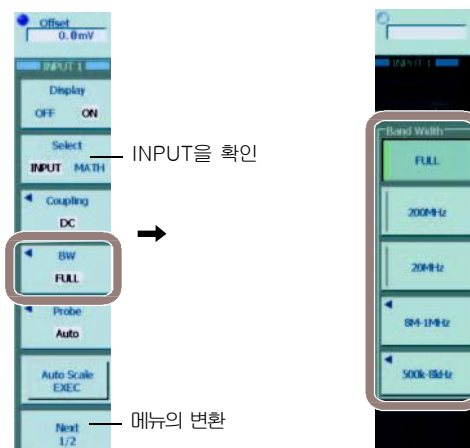 Offset
0.0mV
INPUT 1
Display
OFF ON
Select
INPUT MATH
INPUT을 확인
Coupling
DC
BW
FULL
Probe
Auto
Auto Scale
EXEC
Next
1/2
메뉴의 변환
INPUT 1
Band Width
FULL
200MHz
20MHz
8M-1MHz
500k-8kHz